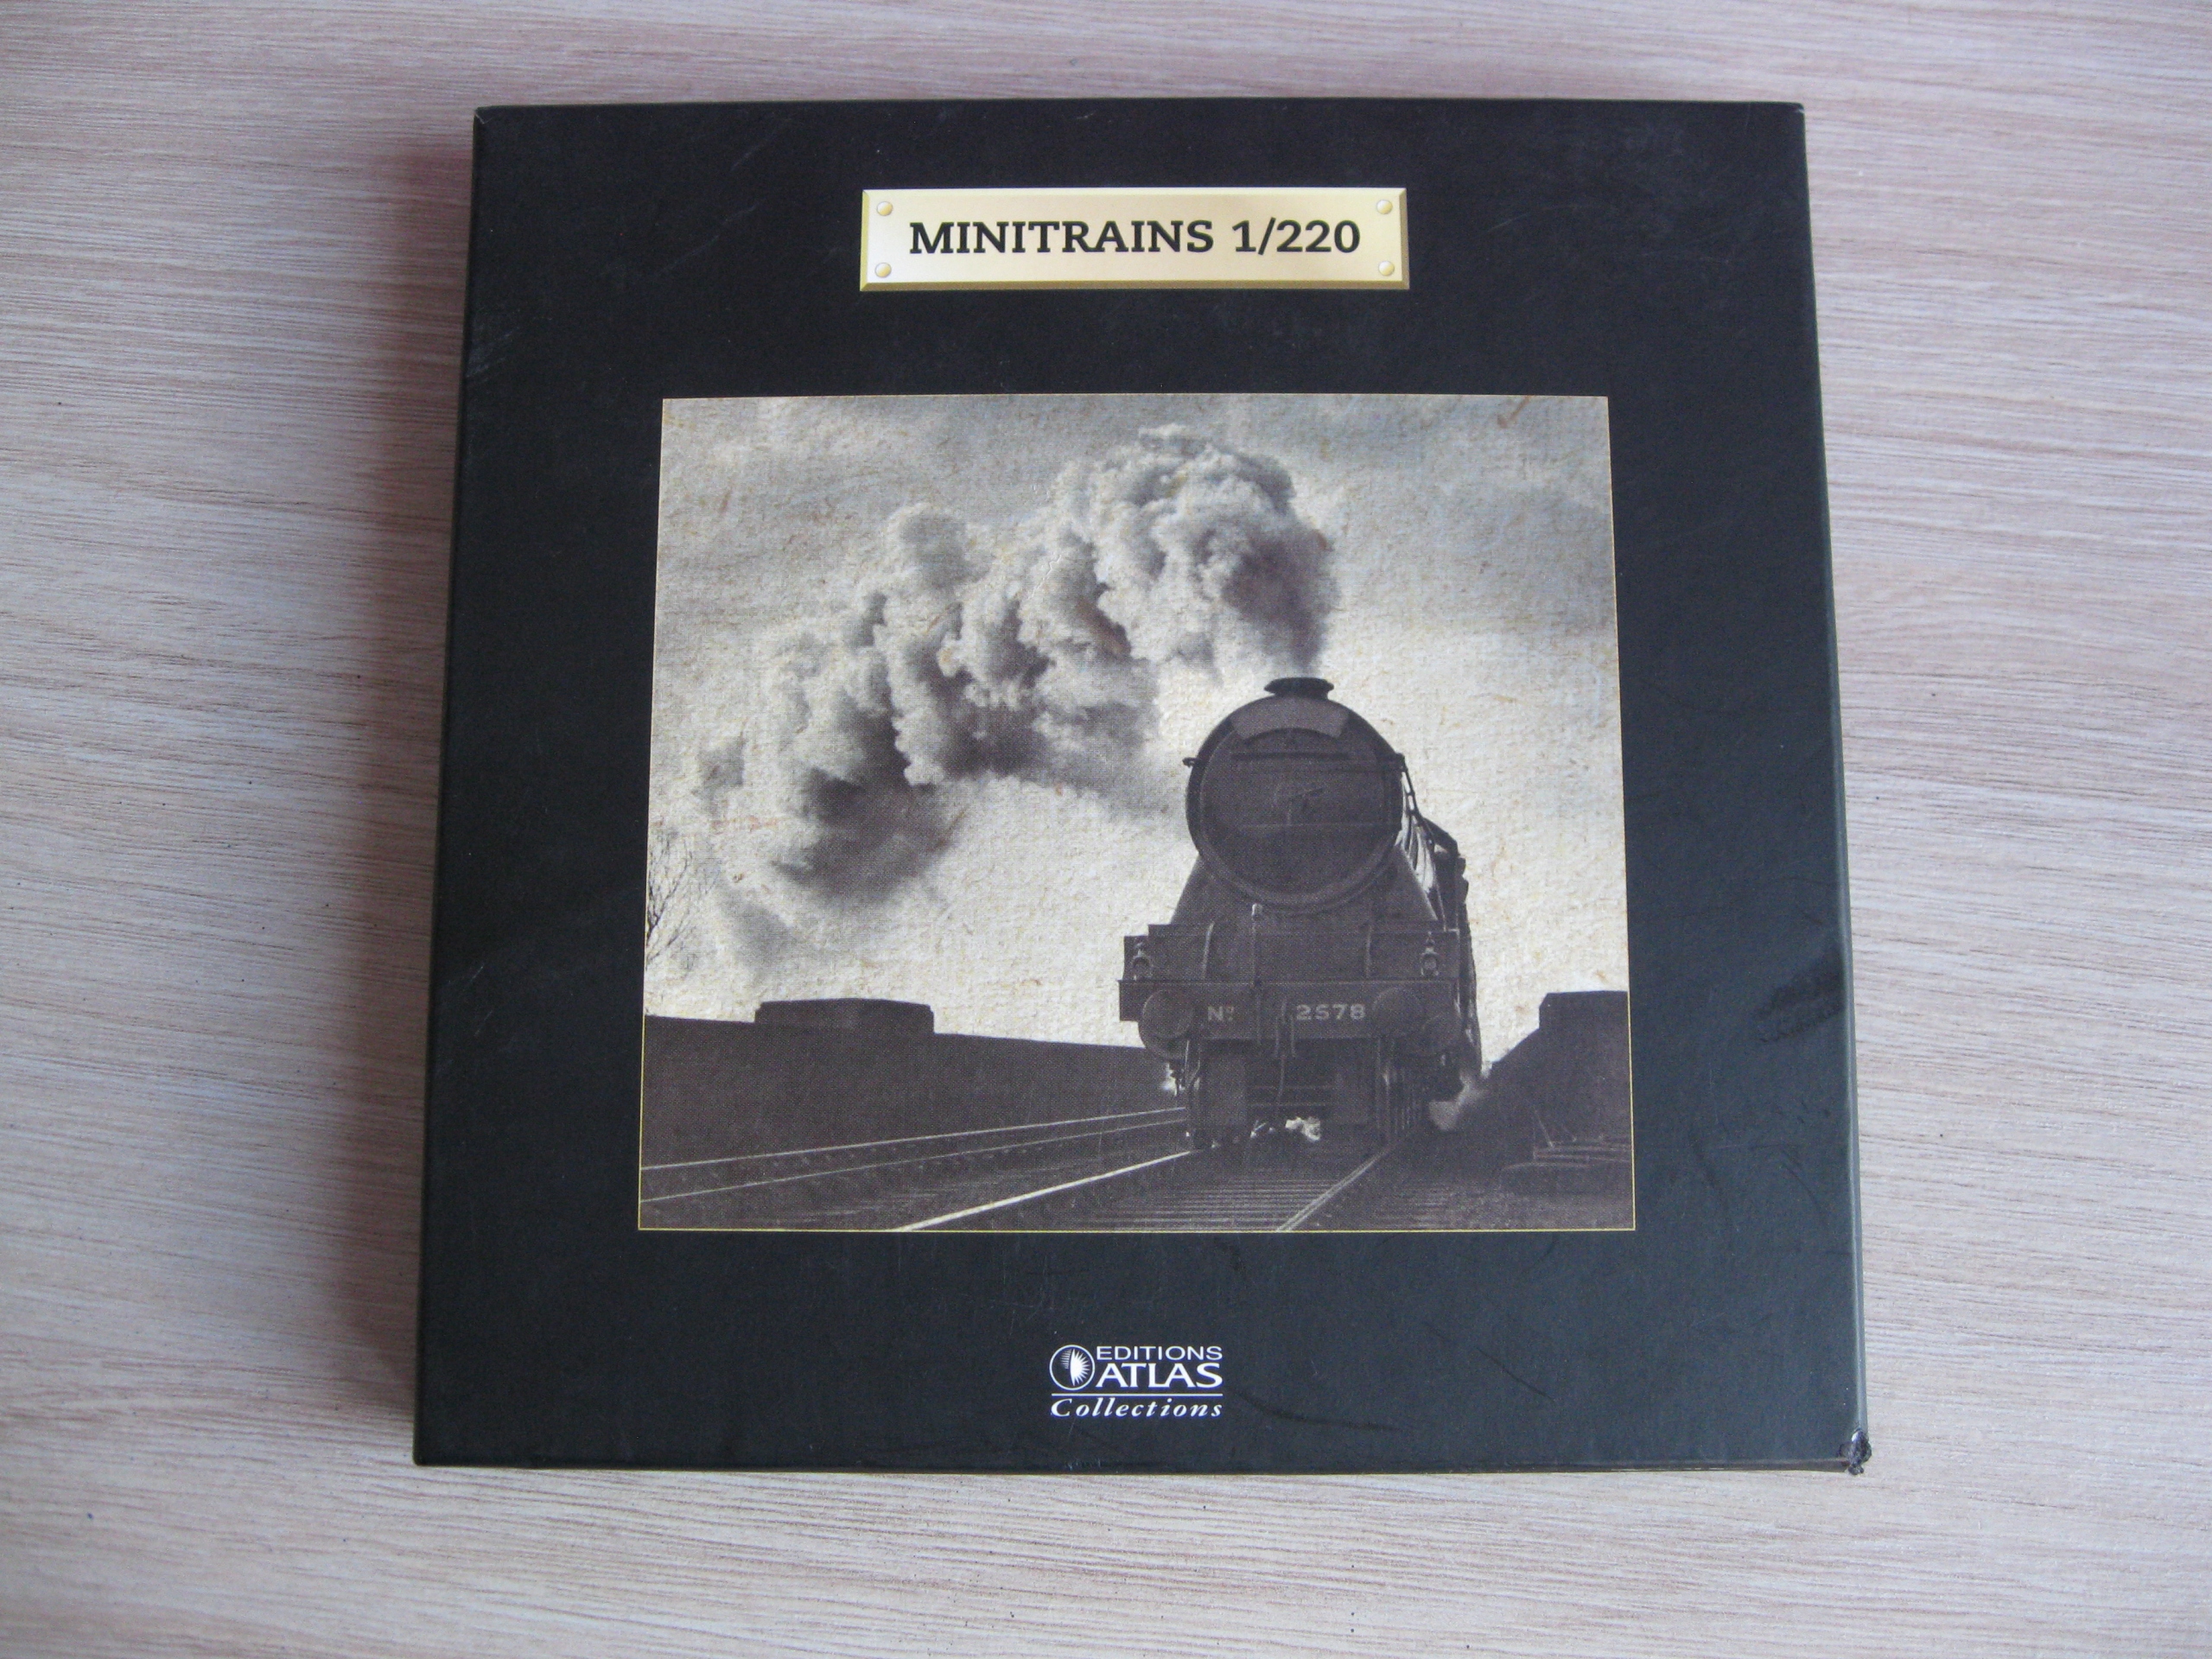 MINITRAINS 1/220
Nº 2578
EDITIONS
ATLAS
Collections